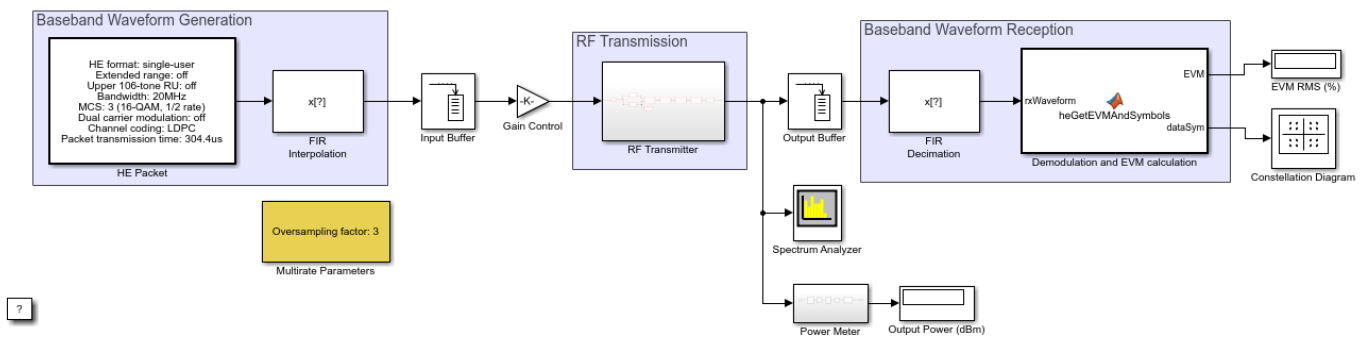 Baseband Waveform Generation
HE format: single-user
Extended range: off
Upper 106-tone RU: off
Bandwidth: 20MHz
MCS: 3 (16-QAM, 1/2 rate)
Dual carrier modulation: off
Channel coding: LDPC
Packet transmission time: 304.4us
HE Packet
x[?]
FIR
Interpolation
Input Buffer
-K-
Gain Control
RF Transmission
RF Transmitter
Output Buffer
Baseband Waveform Reception
x[?]
FIR
Decimation
rxWaveform
heGetEVMAndSymbols
EVM
dataSym
Demodulation and EVM calculation
EVM RMS (%)
Constellation Diagram
Oversampling factor: 3
Multirate Parameters
Spectrum Analyzer
Power Meter
Output Power (dBm)
?